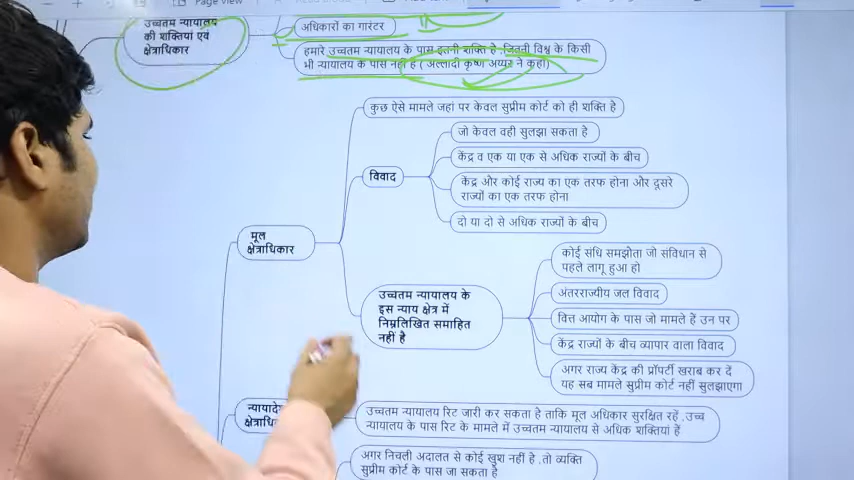 Page view
उच्चतम न्यायालय
की शक्तियां एवं
क्षेत्राधिकार
अधिकारों का गारंटर
हमारे उच्चतम न्यायालय के पास इतनी शक्ति है ,जितनी विश्व के किसी
भी न्यायालय के पास नहीं है ( अल्लादी कृष्ण अय्यर ने कहा)
कुछ ऐसे मामले जहां पर केवल सुप्रीम कोर्ट को ही शक्ति है
जो केवल वही सुलझा सकता है
विवाद
केंद्र व एक या एक से अधिक राज्यों के बीच
केंद्र और कोई राज्य का एक तरफ होना और दूसरे
राज्यों का एक तरफ होना
दो या दो से अधिक राज्यों के बीच
मूल
क्षेत्राधिकार
कोई संधि समझौता जो संविधान से
पहले लागू हुआ हो
उच्चतम न्यायालय के
इस न्याय क्षेत्र में
निम्नलिखित समाहित
नहीं है
अंतरराज्यीय जल विवाद
वित्त आयोग के पास जो मामले हैं उन पर
केंद्र राज्यों के बीच व्यापार वाला विवाद
अगर राज्य केंद्र की प्रॉपर्टी खराब कर दें
यह सब मामले सुप्रीम कोर्ट नहीं सुलझाएगा
उच्चतम न्यायालय रिट जारी कर सकता है ताकि मूल अधिकार सुरक्षित रहें ,उच्च
न्यायालय के पास रिट के मामले में उच्चतम न्यायालय से अधिक शक्तियां हैं
अगर निचली अदालत से कोई खुश नहीं है ,तो व्यक्ति
सुप्रीम कोर्ट के पास जा सकता है